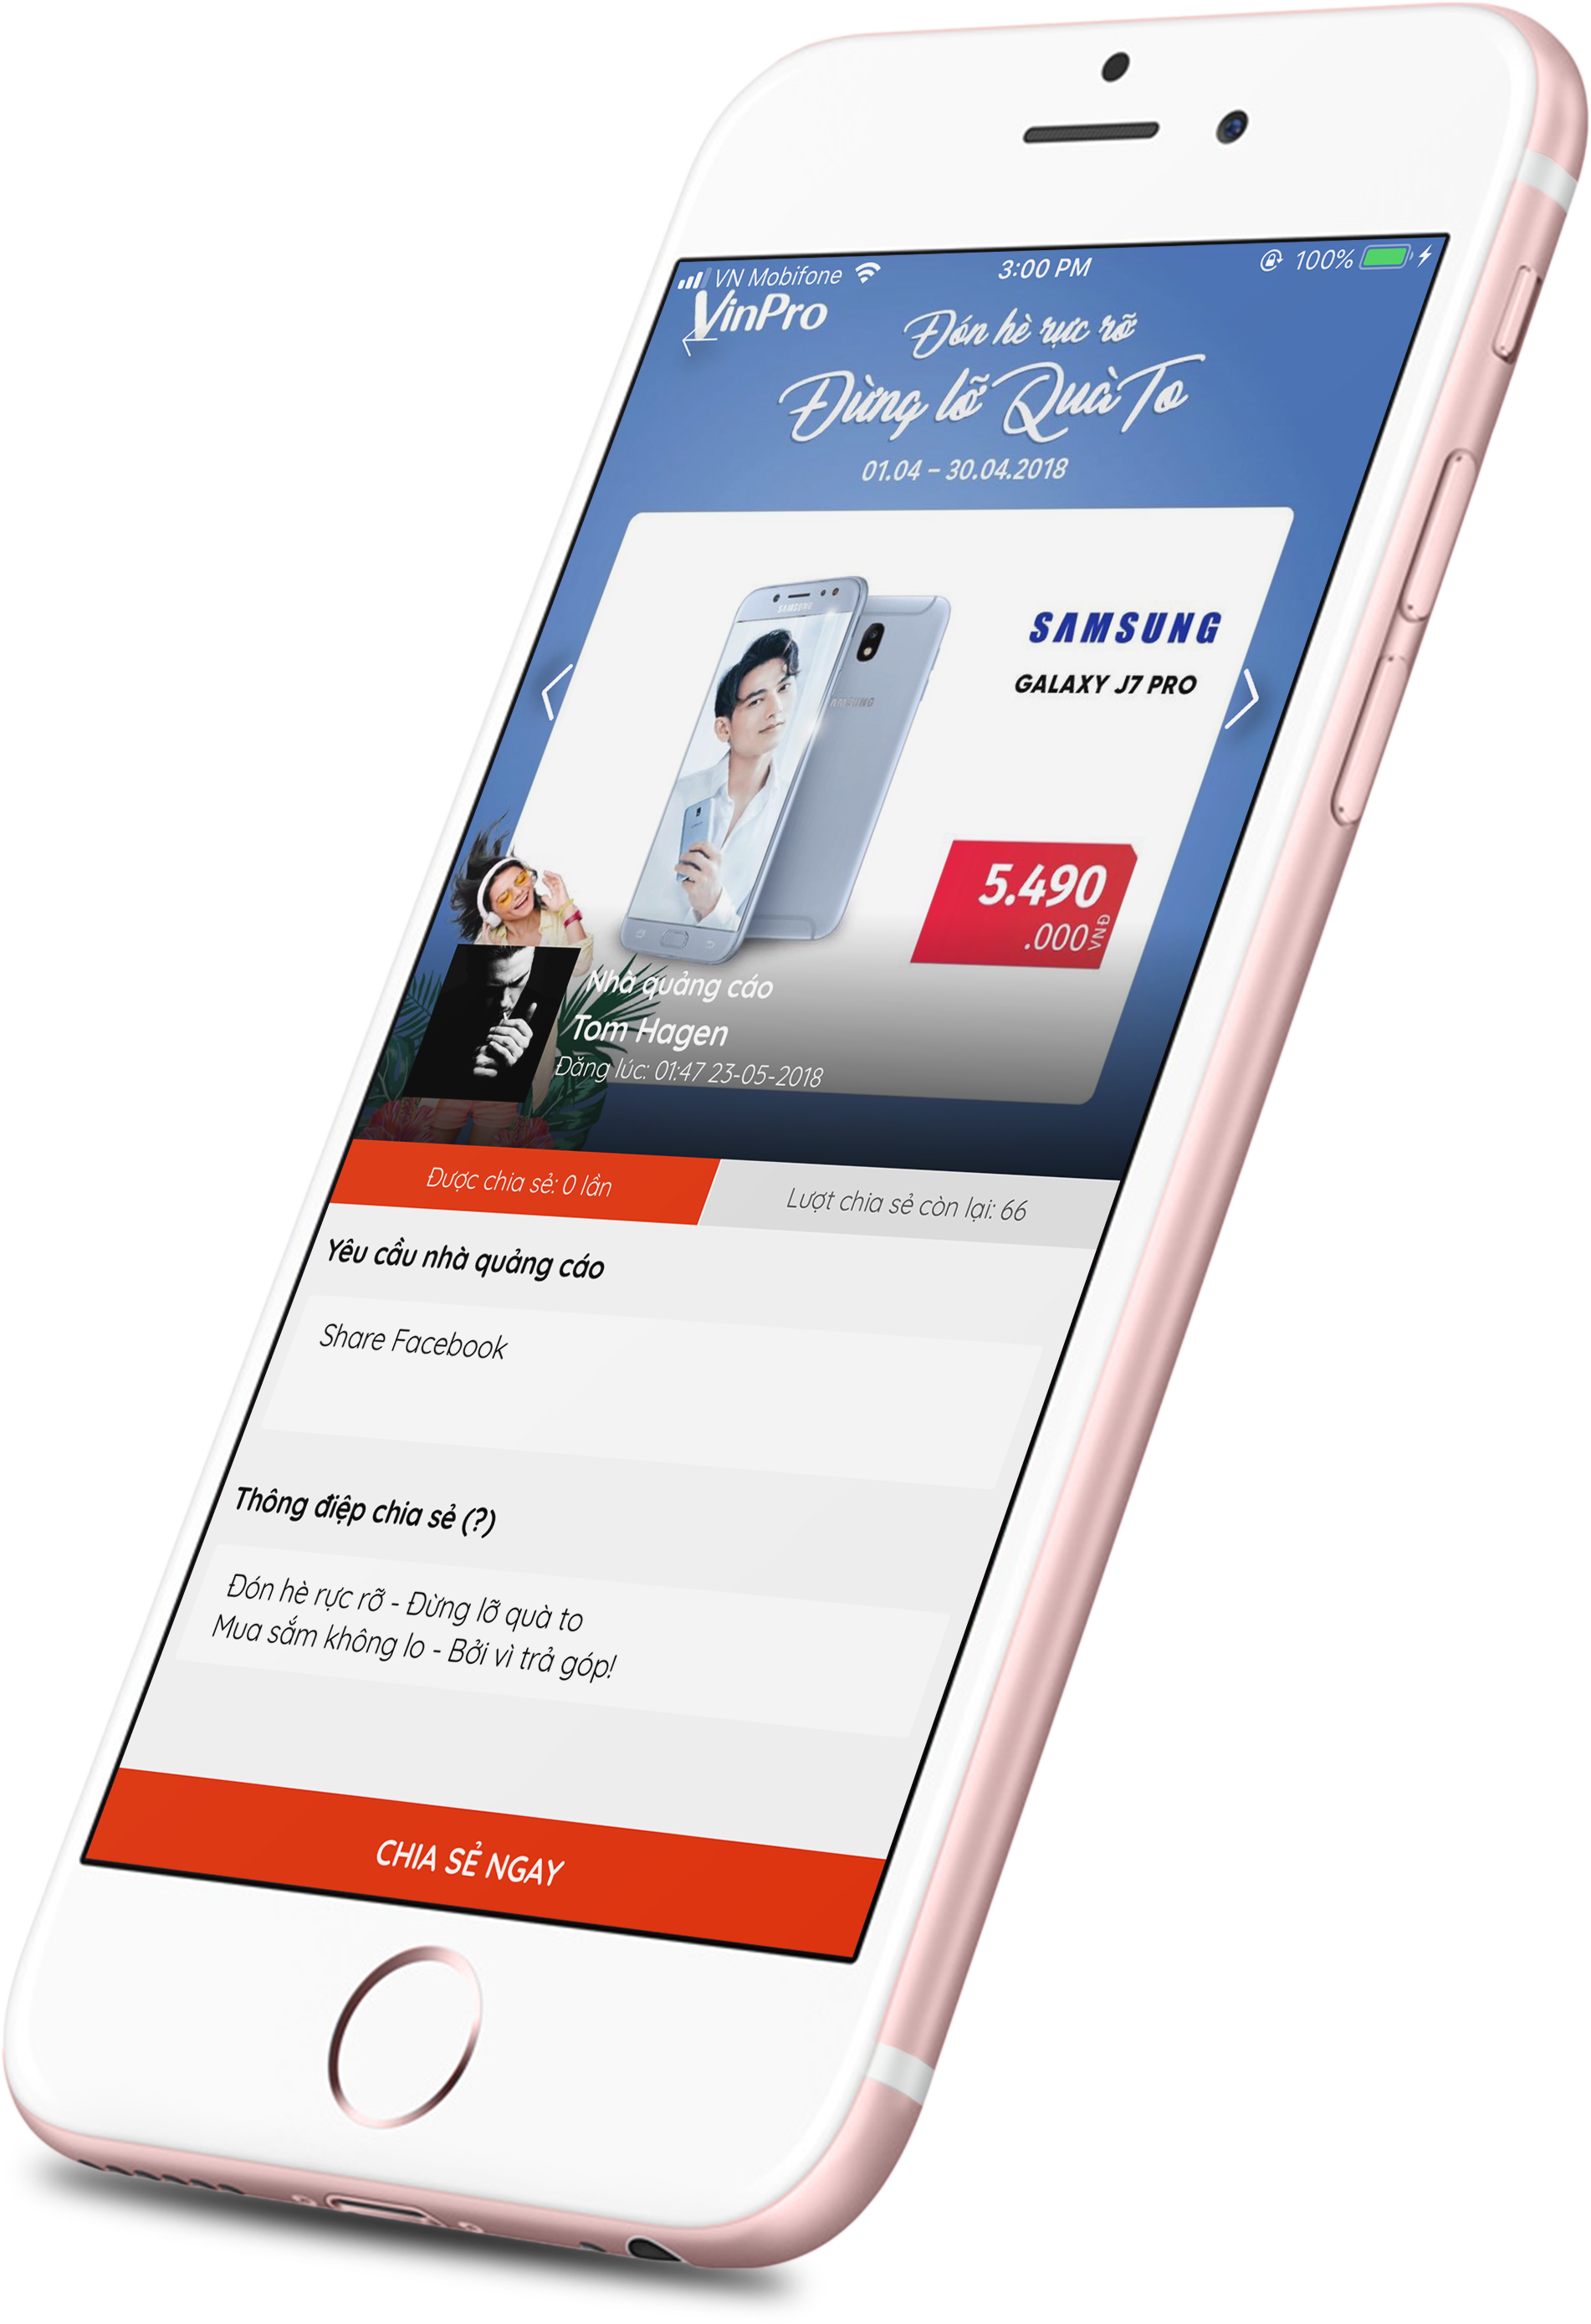 VN Mobifone
3:00 PM
100%
VinPro
Đón hè rực rỡ
Đừng lỡ Quà To
01.04 – 30.04.2018
SAMSUNG
SAMSUNG
GALAXY J7 PRO
SAMSUNG
5.490
.000 VNĐ
Nhà quảng cáo
Tom Hagen
Đăng lúc: 01:47 23-05-2018
Được chia sẻ: 0 lần
Lượt chia sẻ còn lại: 66
Yêu cầu nhà quảng cáo
Share Facebook
Thông điệp chia sẻ (?)
Đón hè rực rỡ - Đừng lỡ quà to
Mua sắm không lo - Bởi vì trả góp!
CHIA SẺ NGAY